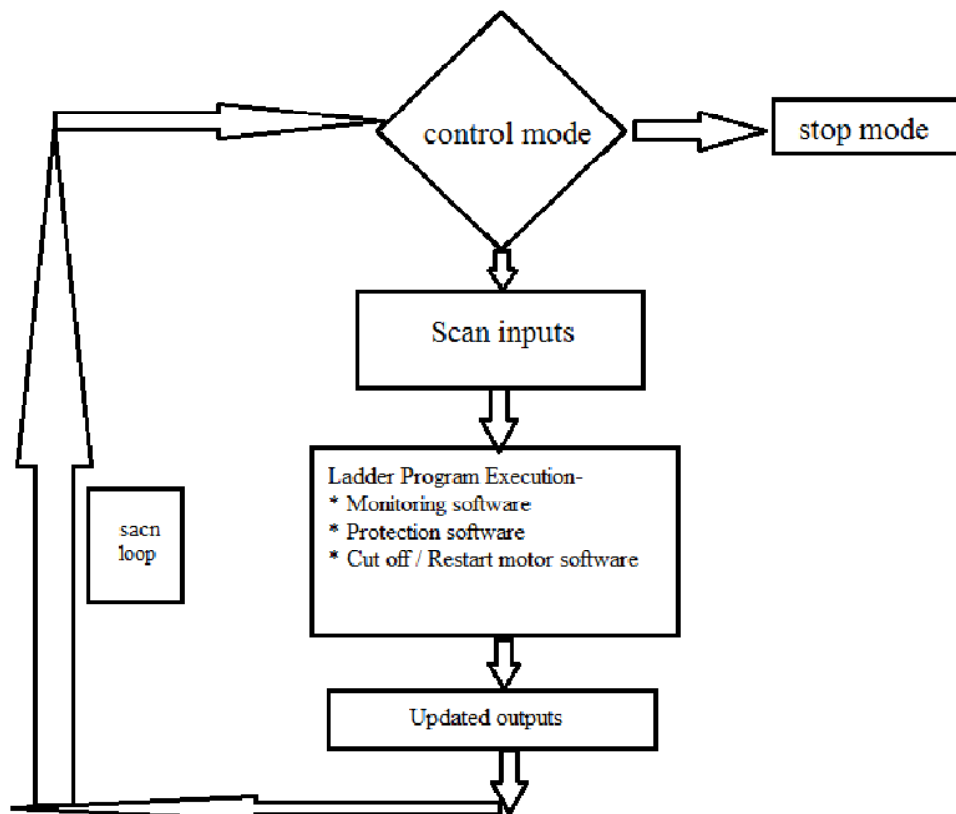 control mode
stop mode
Scan inputs
Ladder Program Execution-
* Monitoring software
* Protection software
* Cut off / Restart motor software
sacn
loop
Updated outputs